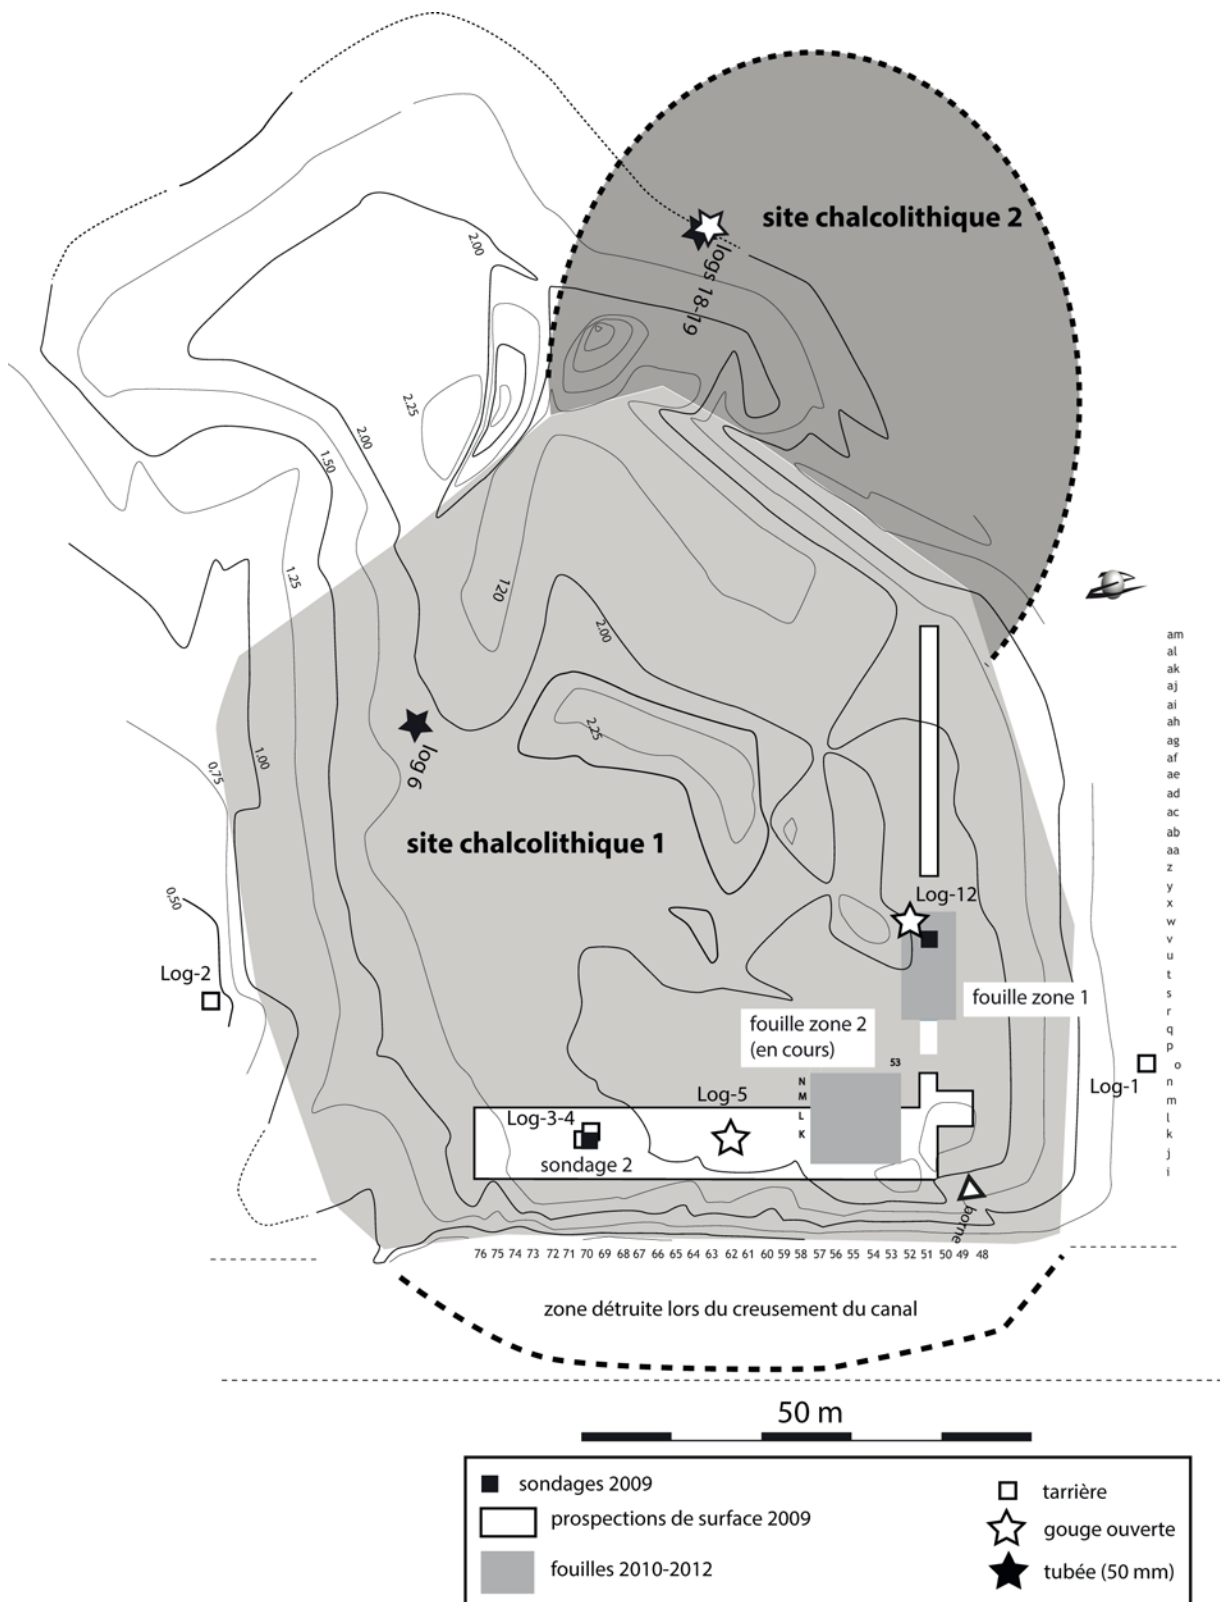 2.00
site chalcolithique 2
logs 18-19
2.25
2.00
1.50
1.25
120
2.00
am
al
ak
aj
ai
ah
ag
af
ae
ad
ac
ab
aa
z
y
x
w
v
u
t
s
r
q
p
o
n
m
l
k
j
i
2.25
1.00
0,75
log 6
site chalcolithique 1
0,50
Log-12
Log-2
fouille zone 1
fouille zone 2
(en cours)
53
Log-1
N
M
L
K
Log-5
Log-3-4
sondage 2
borne
76 75 74 73 72 71 70 69 68 67 66 65 64 63 62 61 60 59 58 57 56 55 54 53 52 51 50 49 48
zone détruite lors du creusement du canal
50 m
sondages 2009
prospections de surface 2009
fouilles 2010-2012
tarrière
gouge ouverte
tubée (50 mm)